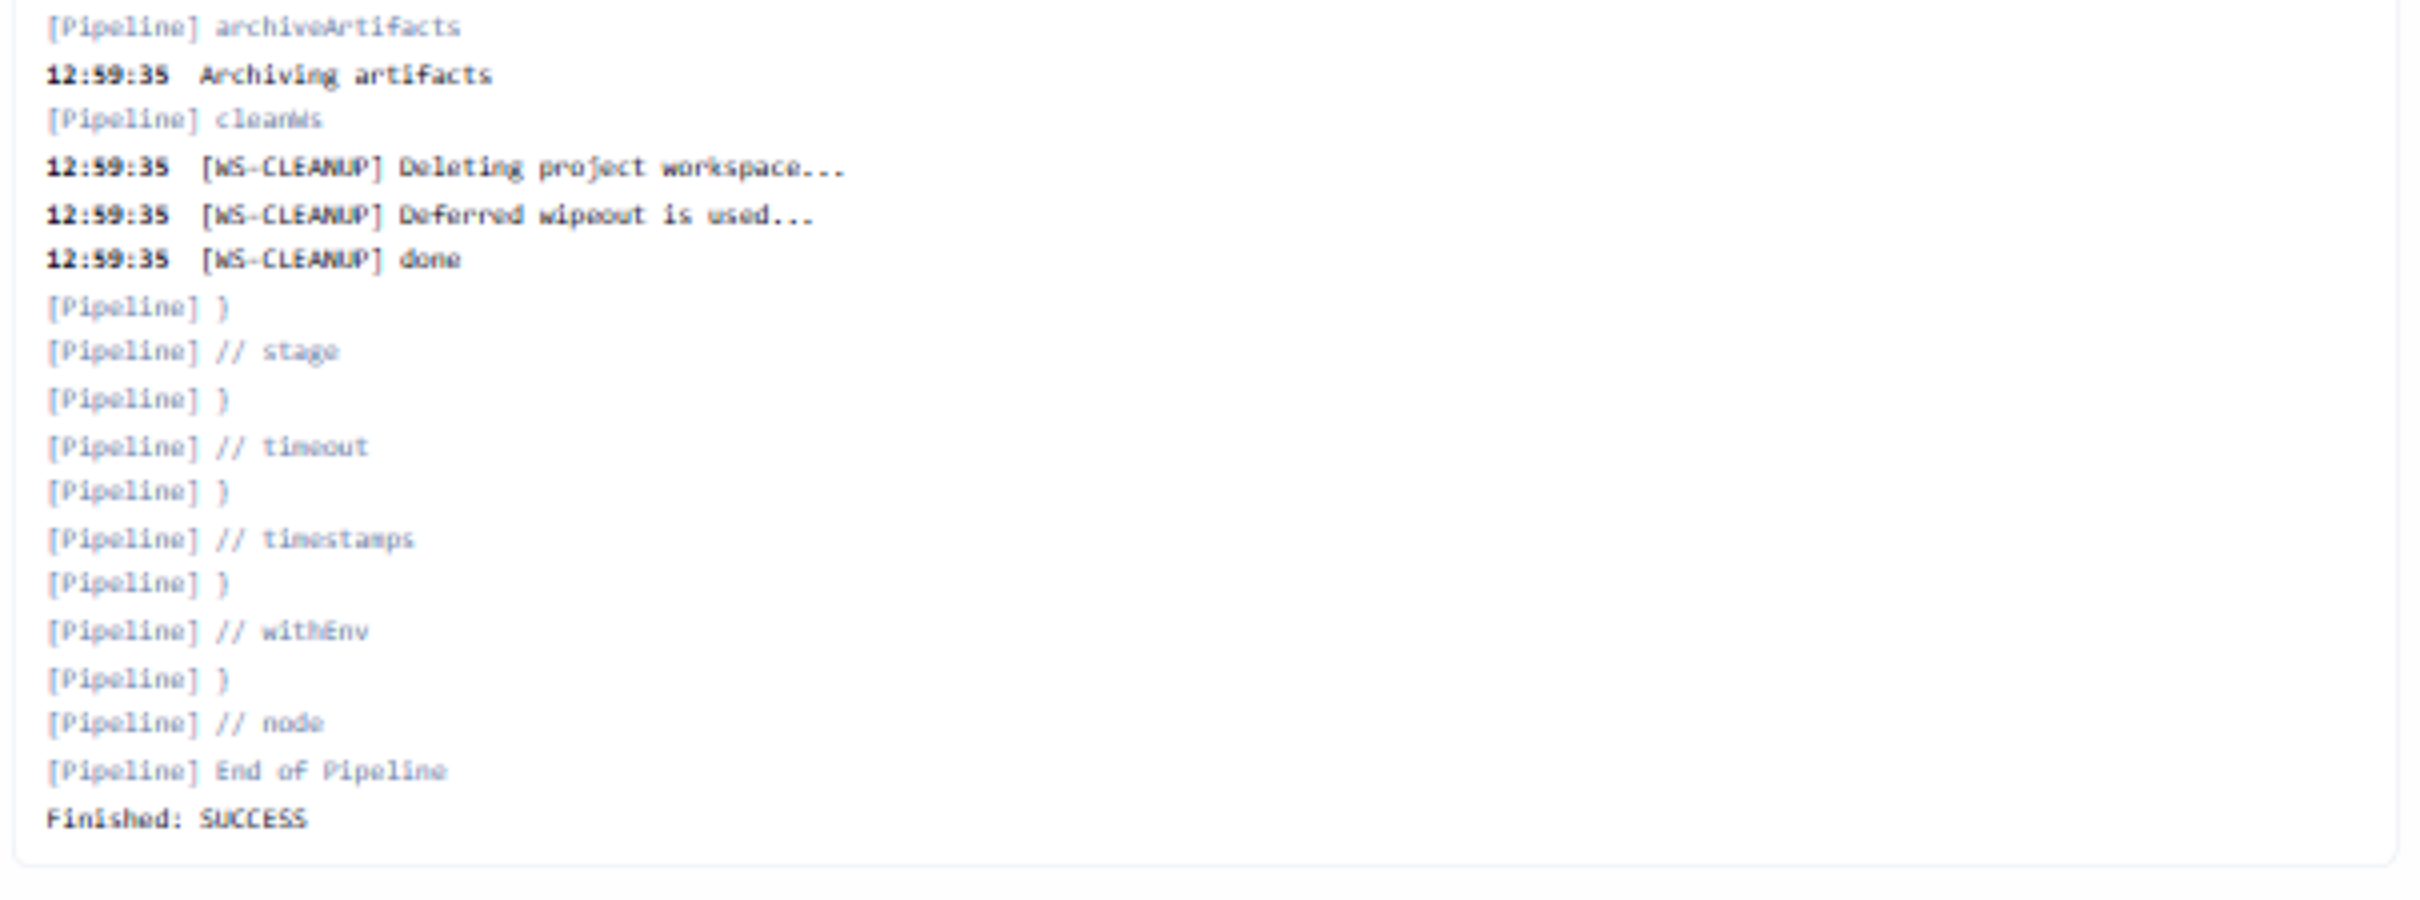 [Pipeline] archiveArtifacts
12:59:35  Archiving artifacts
[Pipeline] cleanWs
12:59:35  [WS-CLEANUP] Deleting project workspace...
12:59:35  [WS-CLEANUP] Deferred wipeout is used...
12:59:35  [WS-CLEANUP] done
[Pipeline] }
[Pipeline] // stage
[Pipeline] }
[Pipeline] // timeout
[Pipeline] }
[Pipeline] // timestamps
[Pipeline] }
[Pipeline] // withEnv
[Pipeline] }
[Pipeline] // node
[Pipeline] End of Pipeline
Finished: SUCCESS